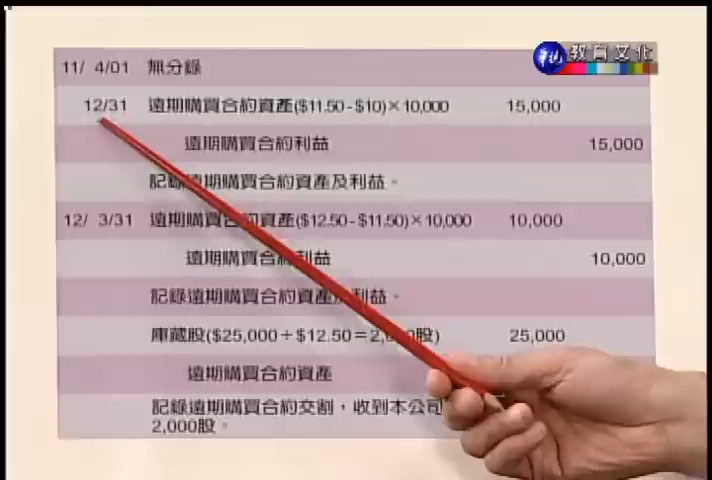 華視 教育文化
11/ 4/01 無分錄
12/31 遠期購買合約資產($11.50-$10)×10,000 15,000
遠期購買合約利益 15,000
記錄遠期購買合約資產及利益。
12/ 3/31 遠期購買合約資產($12.50-$11.50)×10,000 10,000
遠期購買合約利益 10,000
記錄遠期購買合約資產及利益。
庫藏股($25,000÷$12.50=2,000股) 25,000
遠期購買合約資產
記錄遠期購買合約交割，收到本公司
2,000股。